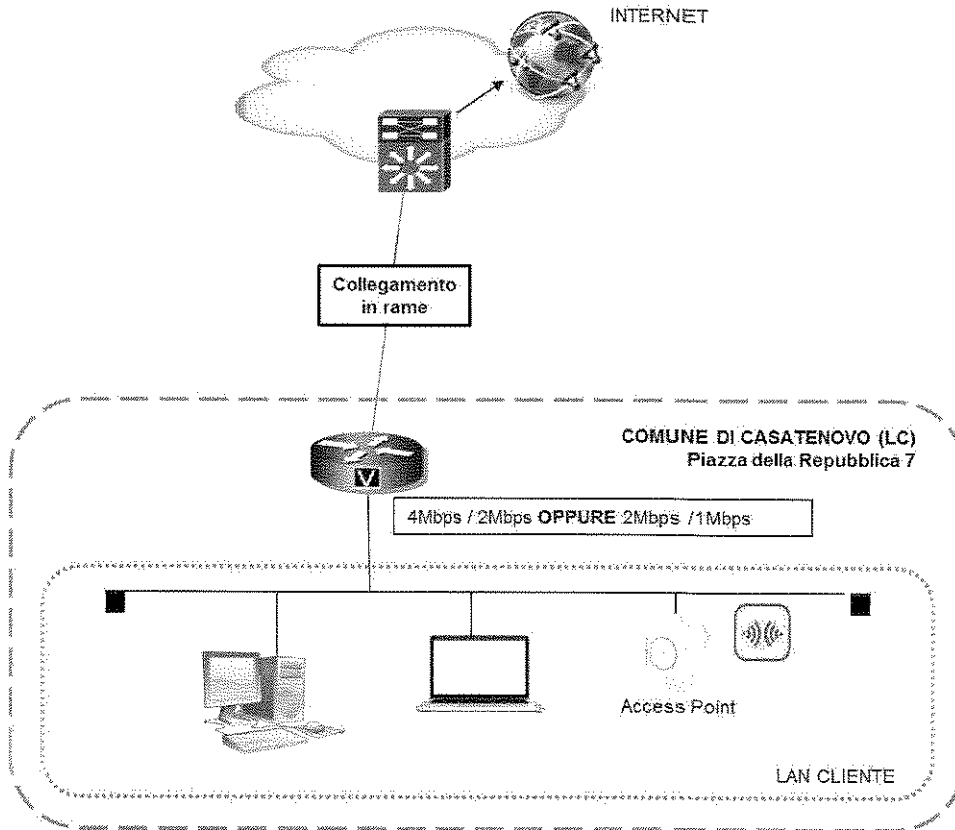 INTERNET
Collegamento
in rame
COMUNE DI CASATENOVO (LC)
Piazza della Repubblica 7
V
4Mbps / 2Mbps OPPURE 2Mbps /1Mbps
Access Point
LAN CLIENTE